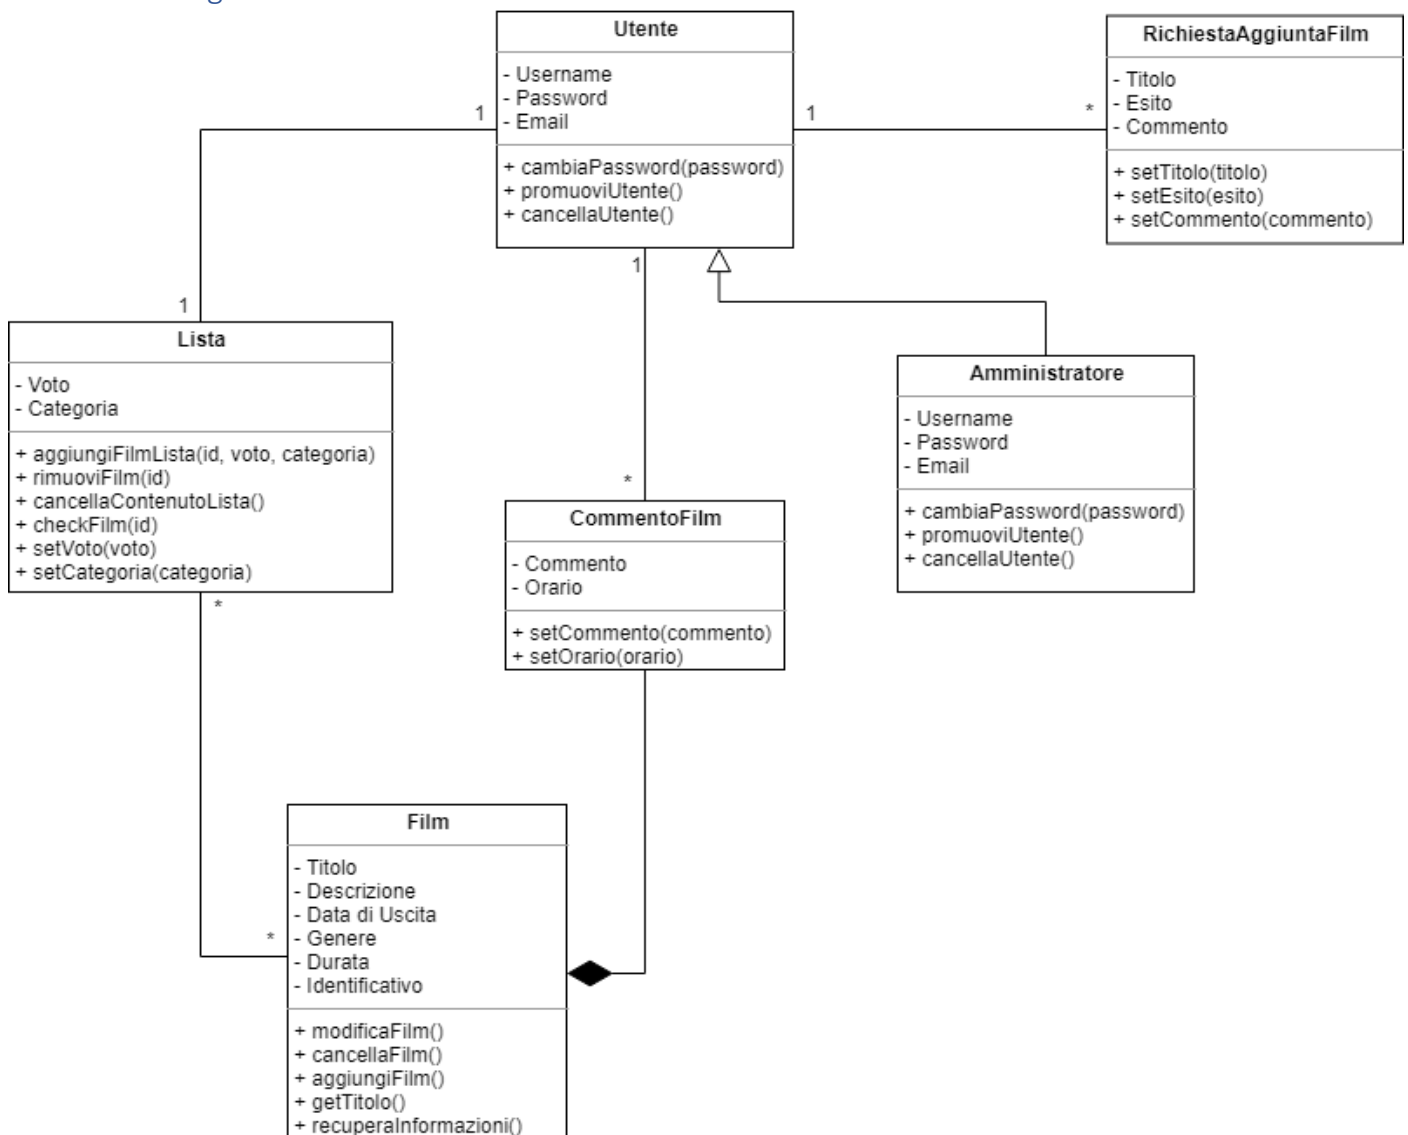 Utente
- Username
- Password
- Email
+ cambiaPassword(password)
+ promuoviUtente()
+ cancellaUtente()
RichiestaAggiuntaFilm
- Titolo
- Esito
- Commento
+ setTitolo(titolo)
+ setEsito(esito)
+ setCommento(commento)
1
1
*
1
1
*
Lista
- Voto
- Categoria
+ aggiungiFilmLista(id, voto, categoria)
+ rimuoviFilm(id)
+ cancellaContenutoLista()
+ checkFilm(id)
+ setVoto(voto)
+ setCategoria(categoria)
*
Amministratore
- Username
- Password
- Email
+ cambiaPassword(password)
+ promuoviUtente()
+ cancellaUtente()
CommentoFilm
- Commento
- Orario
+ setCommento(commento)
+ setOrario(orario)
*
Film
- Titolo
- Descrizione
- Data di Uscita
- Genere
- Durata
- Identificativo
+ modificaFilm()
+ cancellaFilm()
+ aggiungiFilm()
+ getTitolo()
+ recuperaInformazioni()